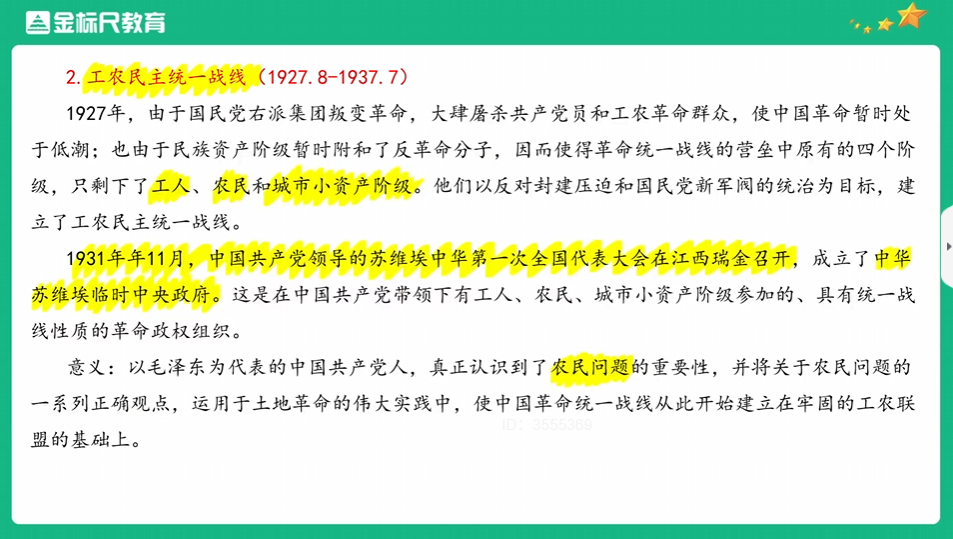 金标尺教育
2.工农民主统一战线（1927.8-1937.7）
1927年，由于国民党右派集团叛变革命，大肆屠杀共产党员和工农革命群众，使中国革命暂时处
于低潮；也由于民族资产阶级暂时附和了反革命分子，因而使得革命统一战线的营垒中原有的四个阶
级，只剩下了工人、农民和城市小资产阶级。他们以反对封建压迫和国民党新军阀的统治为目标，建
立了工农民主统一战线。
1931年年11月，中国共产党领导的苏维埃中华第一次全国代表大会在江西瑞金召开，成立了中华
苏维埃临时中央政府。这是在中国共产党带领下有工人、农民、城市小资产阶级参加的、具有统一战
线性质的革命政权组织。
意义：以毛泽东为代表的中国共产党人，真正认识到了农民问题的重要性，并将关于农民问题的
一系列正确观点，运用于土地革命的伟大实践中，使中国革命统一战线从此开始建立在牢固的工农联
盟的基础上。
ID：3555369